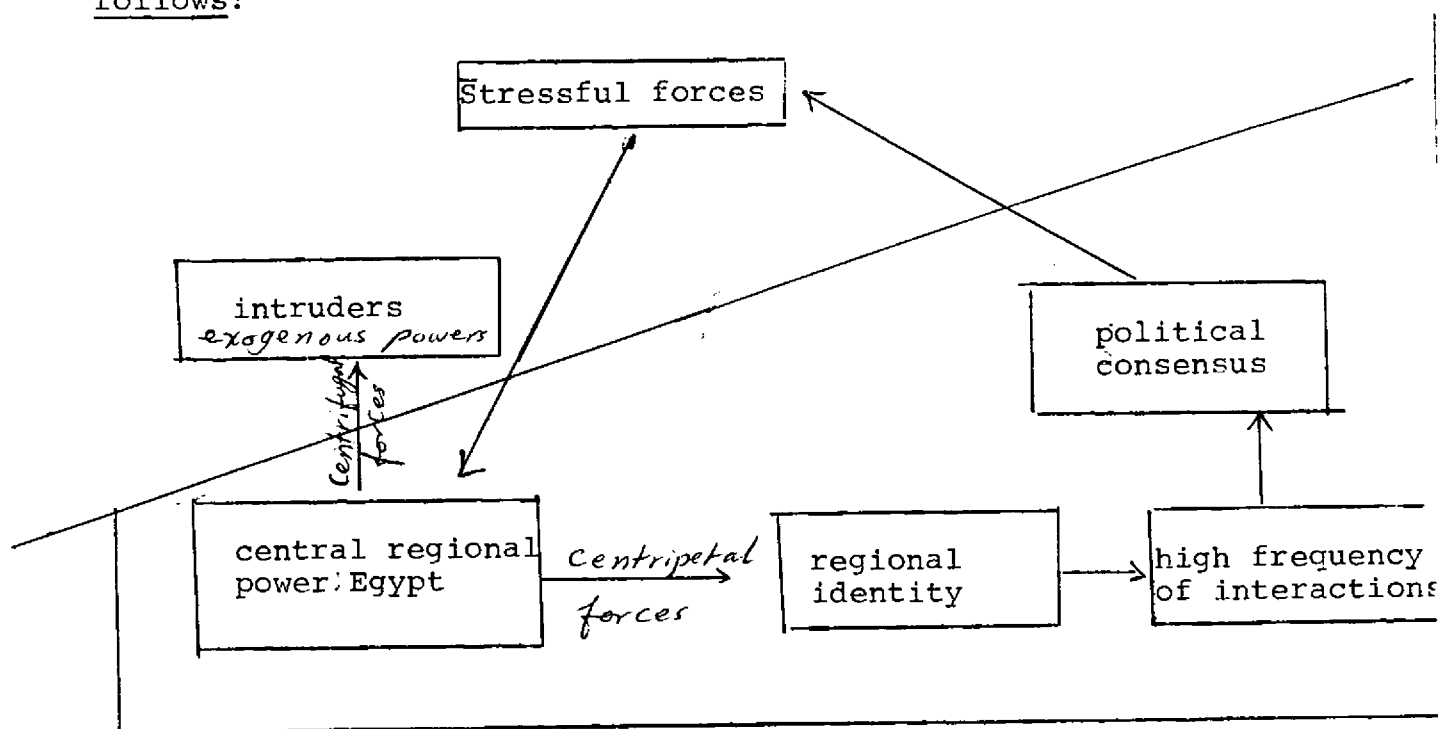 follows:
Stressful forces
intruders
exogenous powers
political
consensus
Centrifugal
forces
central regional
power: Egypt
Centripetal
forces
regional
identity
high frequency
of interactions